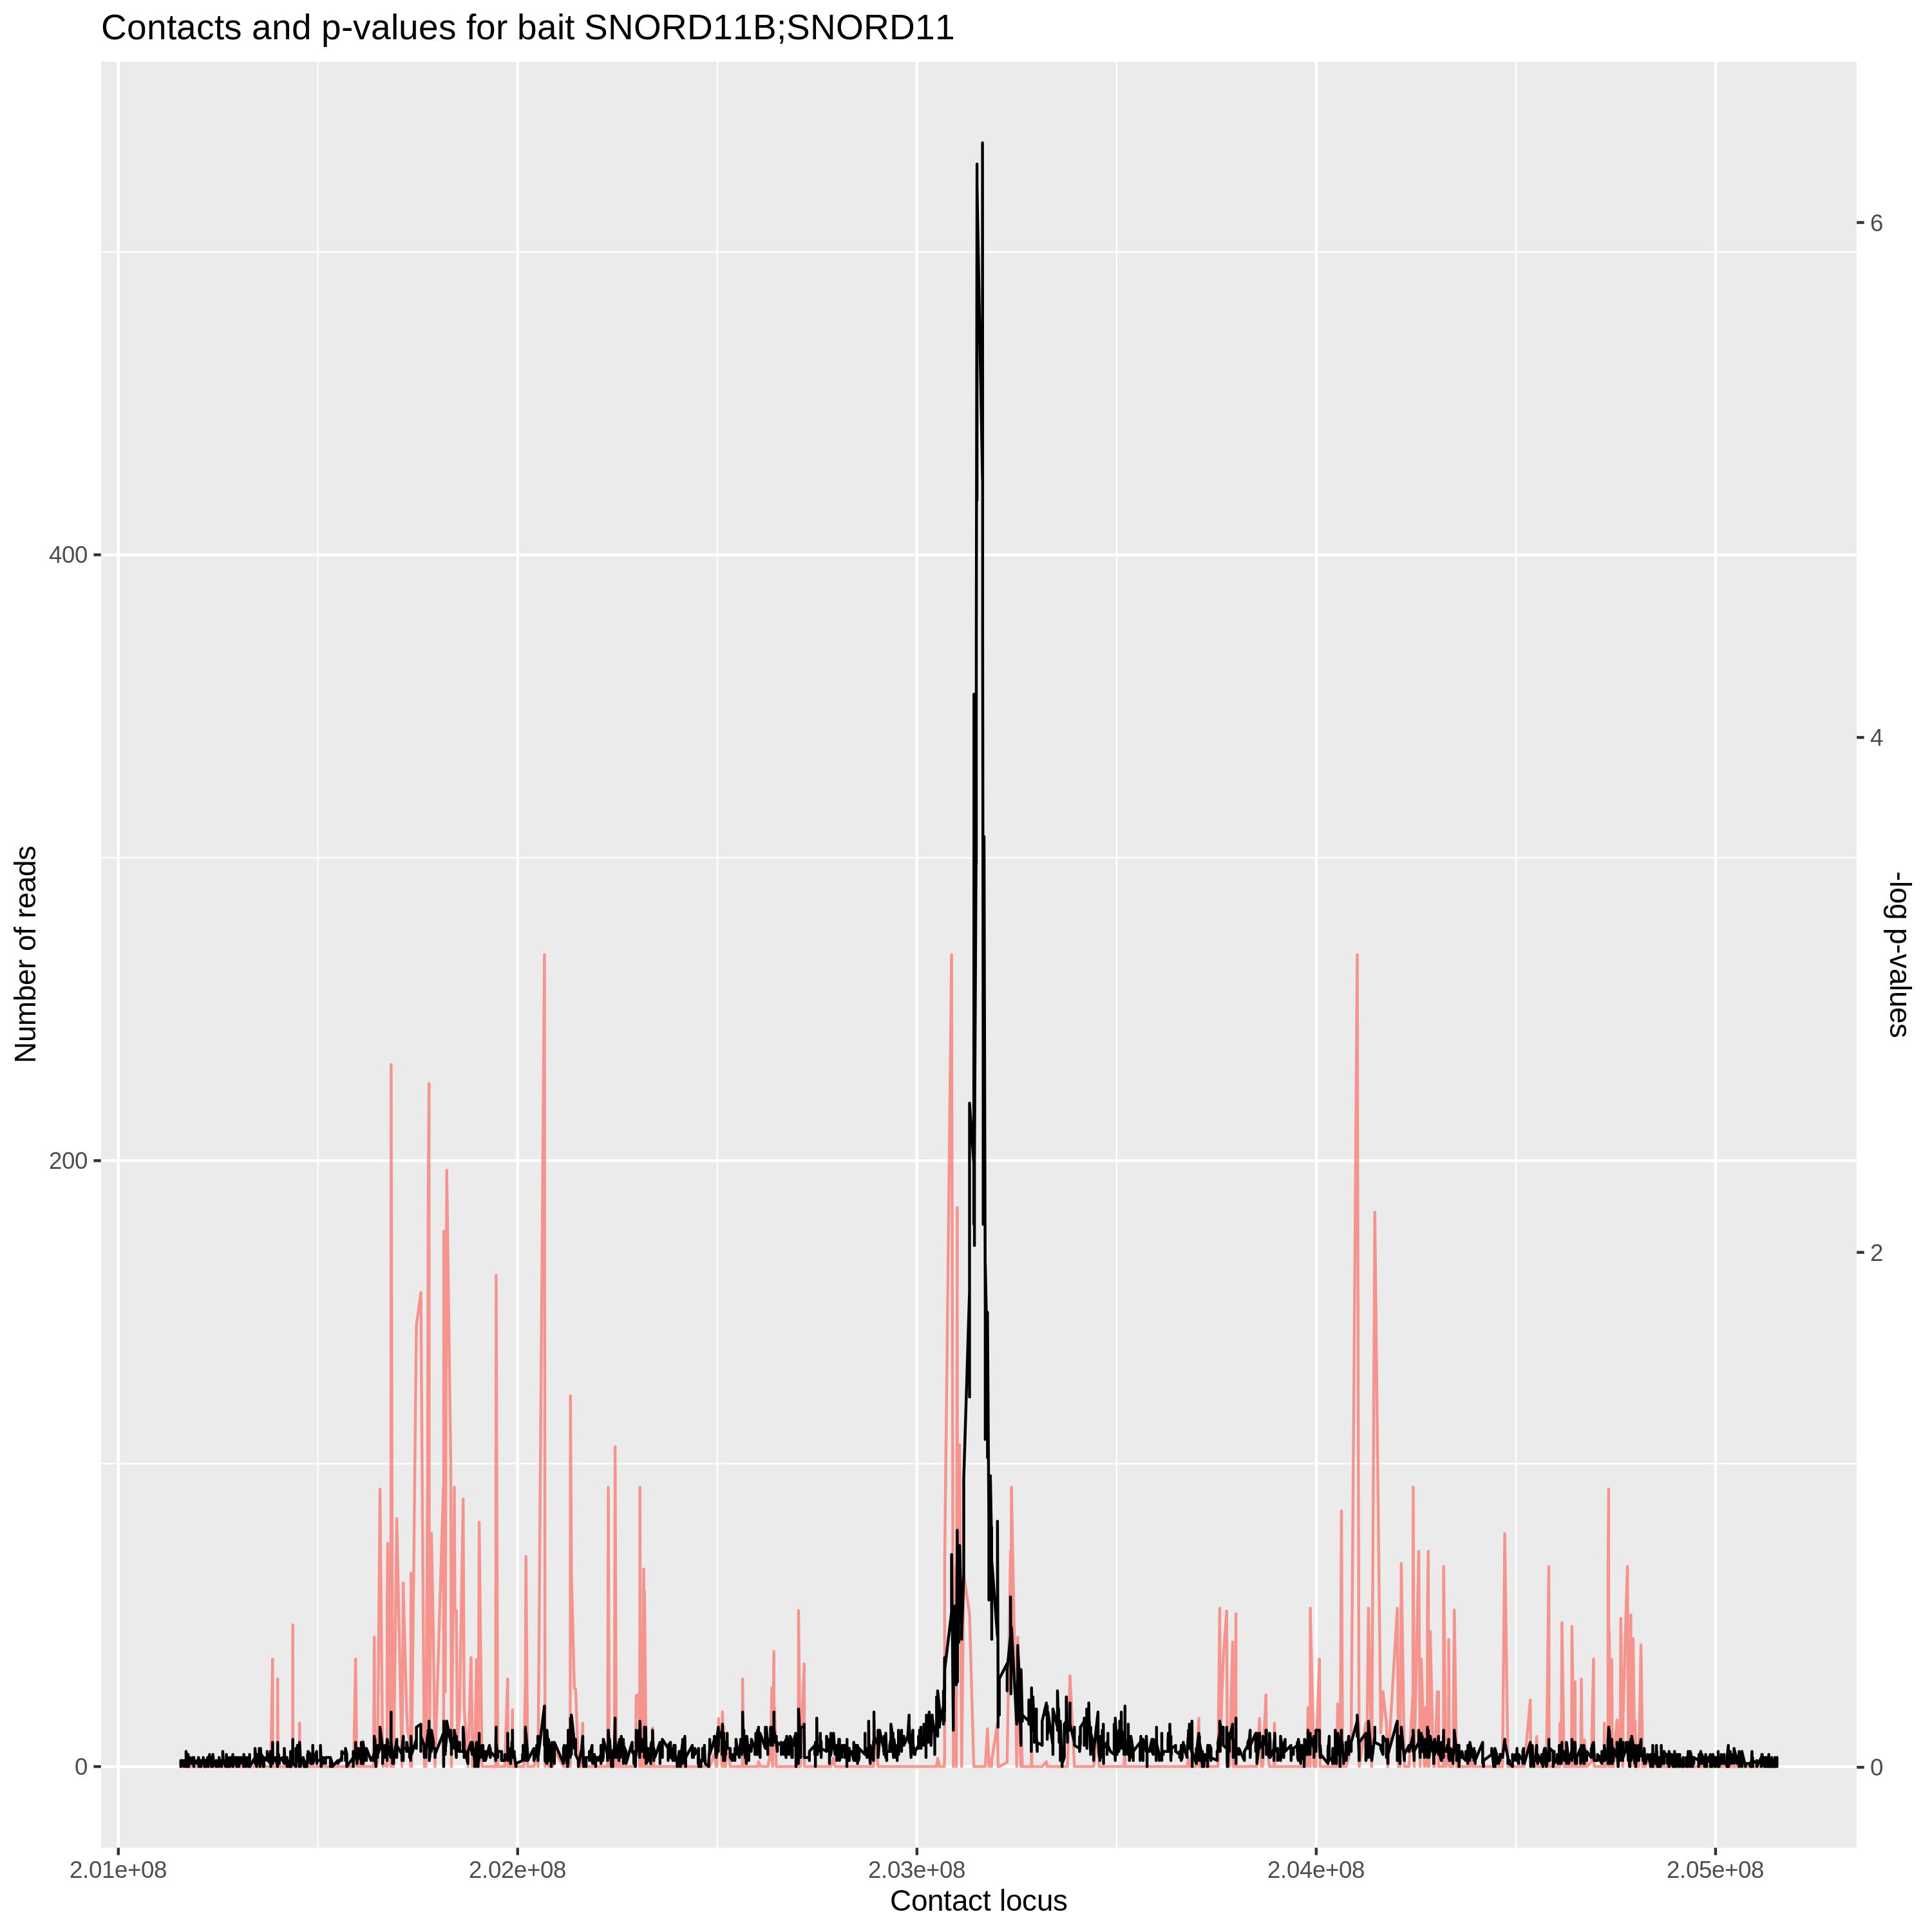 Contacts and p-values for bait SNORD11B;SNORD11
6
400
4
Number of reads
-log p-values
200
2
0
0
2.01e+08
2.02e+08
2.03e+08
2.04e+08
2.05e+08
Contact locus